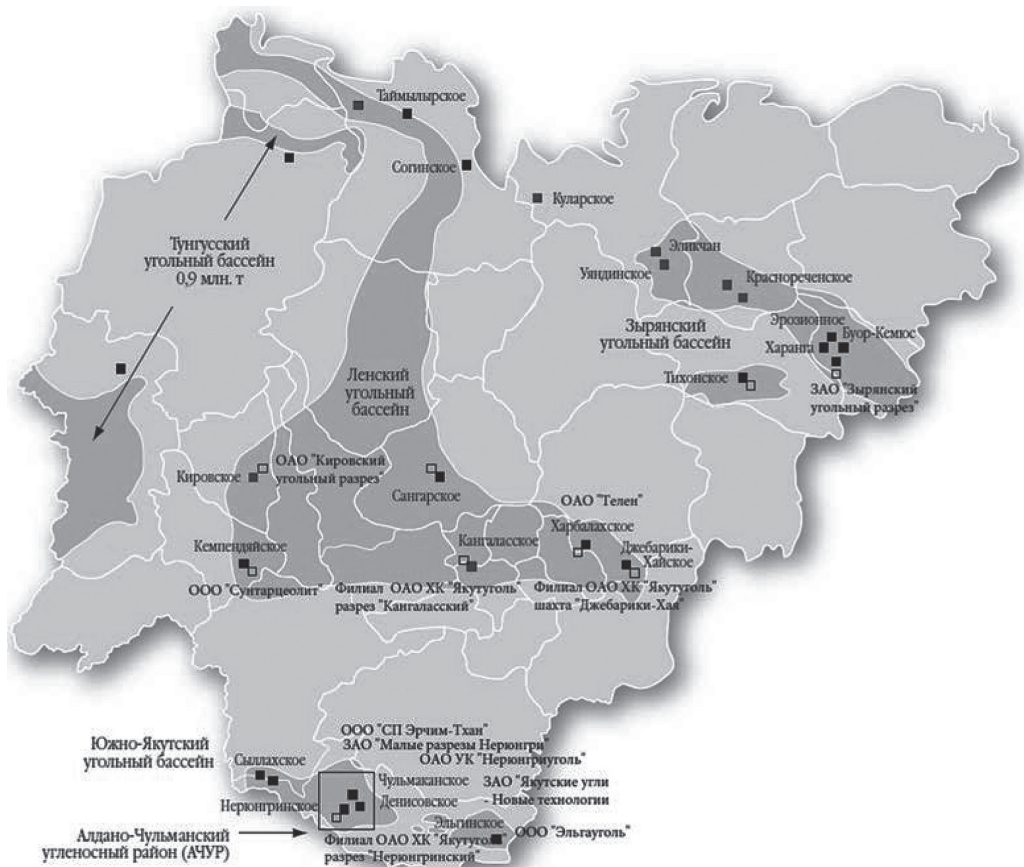 Таймылырское
Согинское
Куларское
Тунгусский
угольный бассейн
0,9 млн. т
Эликчан
Уяндинское
Краснореченское
Эрозионное
Буор-Кемюс
Харанга
Зырянский
угольный бассейн
Тихонское
ЗАО "Зырянский
угольный разрез"
Ленский
угольный
бассейн
Кировское
ОАО "Кировский
угольный разрез"
Сангарское
ОАО "Телен"
Харбалахское
Кангаласское
Джебарики-
Хайское
Кемпендяйское
ООО "Сунтарцеолит"
Филиал ОАО ХК "Якутуголь"
разрез "Кангаласский"
Филиал ОАО ХК "Якутуголь"
шахта "Джебарики-Хая"
Южно-Якутский
угольный бассейн
ООО "СП Эрчим-Тхан"
ЗАО "Малые разрезы Нерюнгри"
ОАО УК "Нерюнгриуголь"
Сыллахское
Чульмаканское
ЗАО "Якутские угли
- Новые технологии
Нерюнгринское
Денисовское
Эльгинское
ООО "Эльгауголь"
Алдано-Чульманский
угленосный район (АЧУР)
Филиал ОАО ХК "Якутуголь"
разрез "Нерюнгринский"